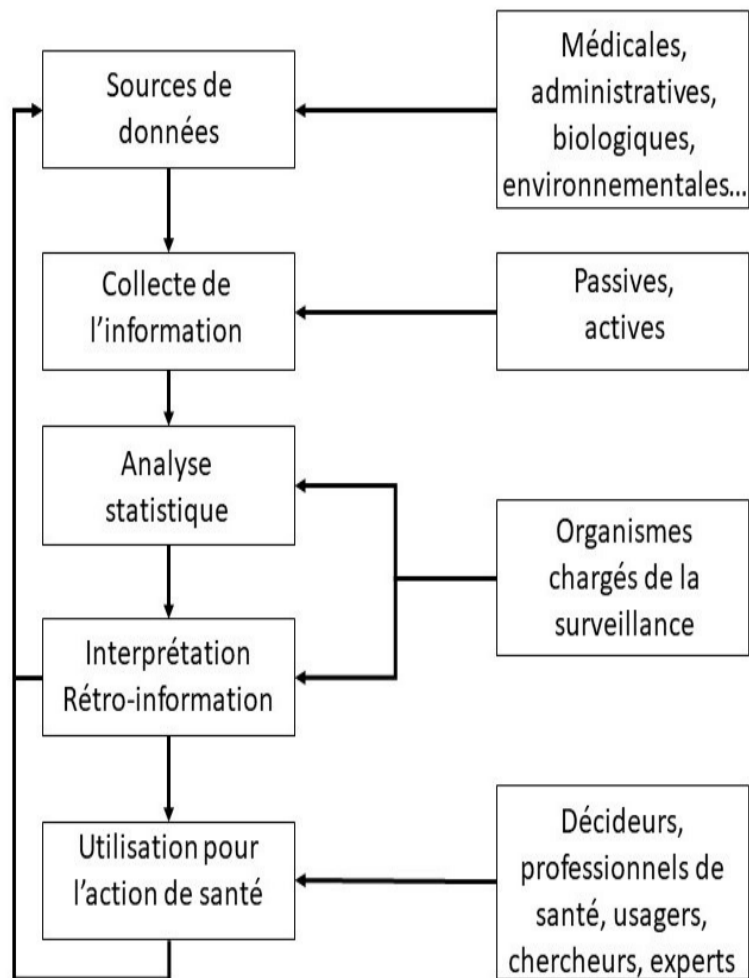 Sources de
données
Médicales,
administratives,
biologiques,
environnementales...
Collecte de
l'information
Passives,
actives
Analyse
statistique
Organismes
chargés de la
surveillance
Interprétation
Rétro-information
Utilisation pour
l'action de santé
Décideurs,
professionnels de
santé, usagers,
chercheurs, experts